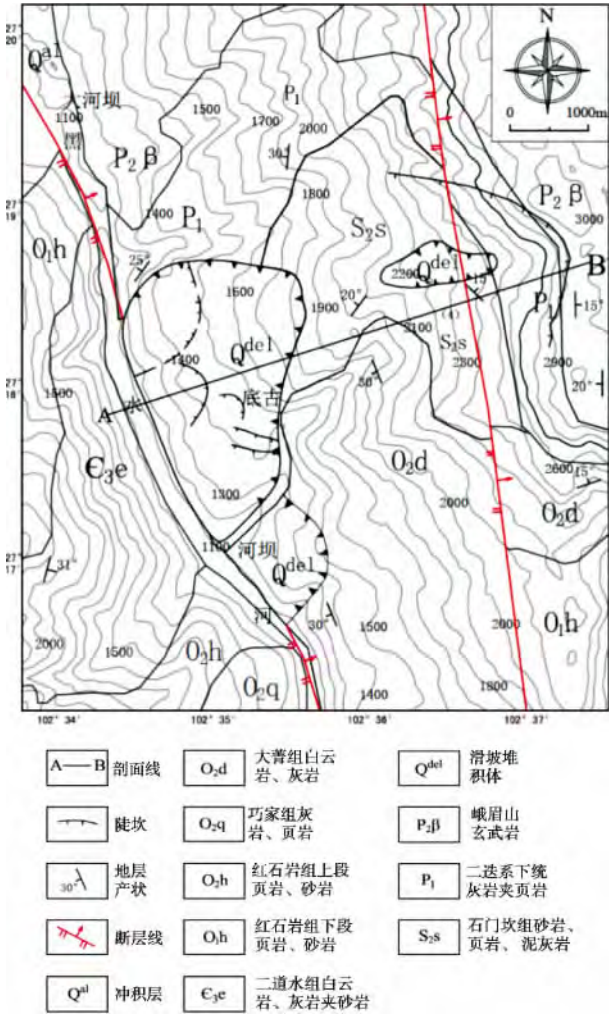 27°
20′
Qal
大河坝
1100
黑
P2β
1500
P1
1700
2000
30°
1800
N
0 1000m
27°
19′
O1h
1400
P1
25°
S2s
P2β
3000
B
2200
Qdel
15°
1600
1900
20°
(4)
2100
S2s
P1
15°
2300
2900
1400
Qdel
27°
18′
1500
底古
30°
20°
A
水
Є3e
O2d
2600
15°
2000
O2d
1300
27°
17′
1100
河坝
31°
Qdel
河
30°
1500
2000
O1h
2000
1500
O2h
O2q
1400
1800
102°34′ 102°35′ 102°36′ 102°37′
A—B 剖面线
O2d 大菁组白云
岩、灰岩
Qdel 滑坡堆
积体
陡坎
O2q 巧家组灰
岩、页岩
P2β 峨眉山
玄武岩
30° 地层
产状
O2h 红石岩组上段
页岩、砂岩
P1 二迭系下统
灰岩夹页岩
断层线
O1h 红石岩组下段
页岩、砂岩
S2s 石门坎组砂岩、
页岩、泥灰岩
Qal 冲积层
Є3e 二道水组白云
岩、灰岩夹砂岩